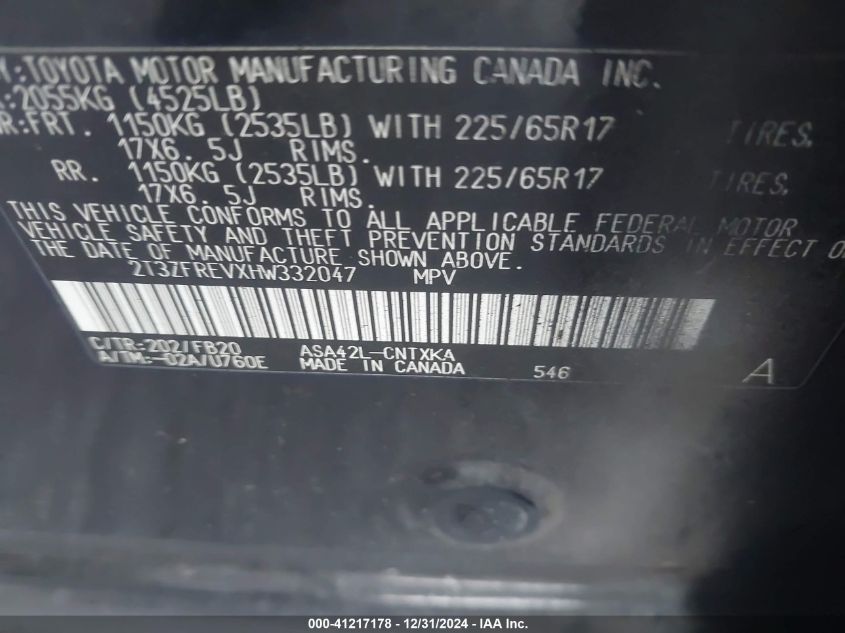 :TOYOTA MOTOR MANUFACTURING CANADA INC.
:2055KG (4525LB)
R:FRT. 1150KG (2535LB) WITH 225/65R17 TIRES.
17X6.5J RIMS.
RR. 1150KG (2535LB) WITH 225/65R17 TIRES.
17X6.5J RIMS.
THIS VEHICLE CONFORMS TO ALL APPLICABLE FEDERAL MOTOR
VEHICLE SAFETY AND THEFT PREVENTION STANDARDS IN EFFECT O
THE DATE OF MANUFACTURE SHOWN ABOVE.
2T3ZFREVXHW332047 MPV
C/TR:202/FB20 ASA42L-CNTXKA
A/TM:-02A/U760E MADE IN CANADA 546 A
000-41217178 - 12/31/2024 - IAA Inc.